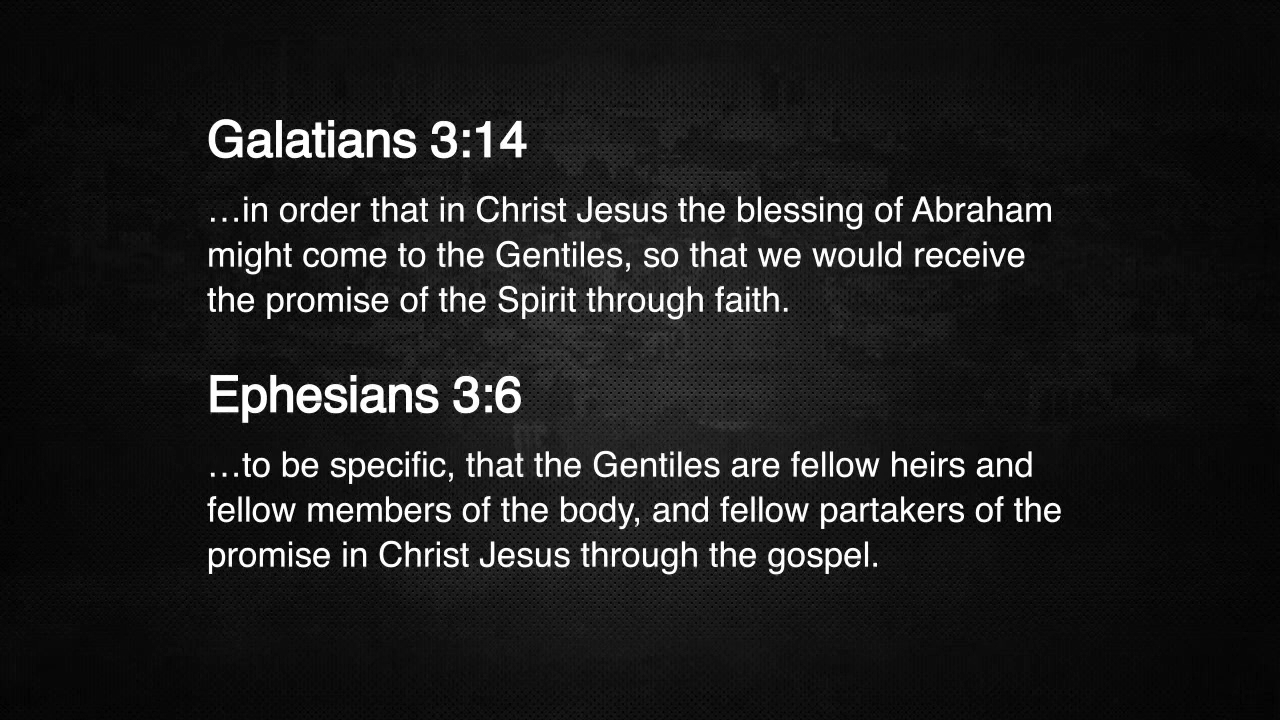 Galatians 3:14
…in order that in Christ Jesus the blessing of Abraham
might come to the Gentiles, so that we would receive
the promise of the Spirit through faith.
Ephesians 3:6
…to be specific, that the Gentiles are fellow heirs and
fellow members of the body, and fellow partakers of the
promise in Christ Jesus through the gospel.